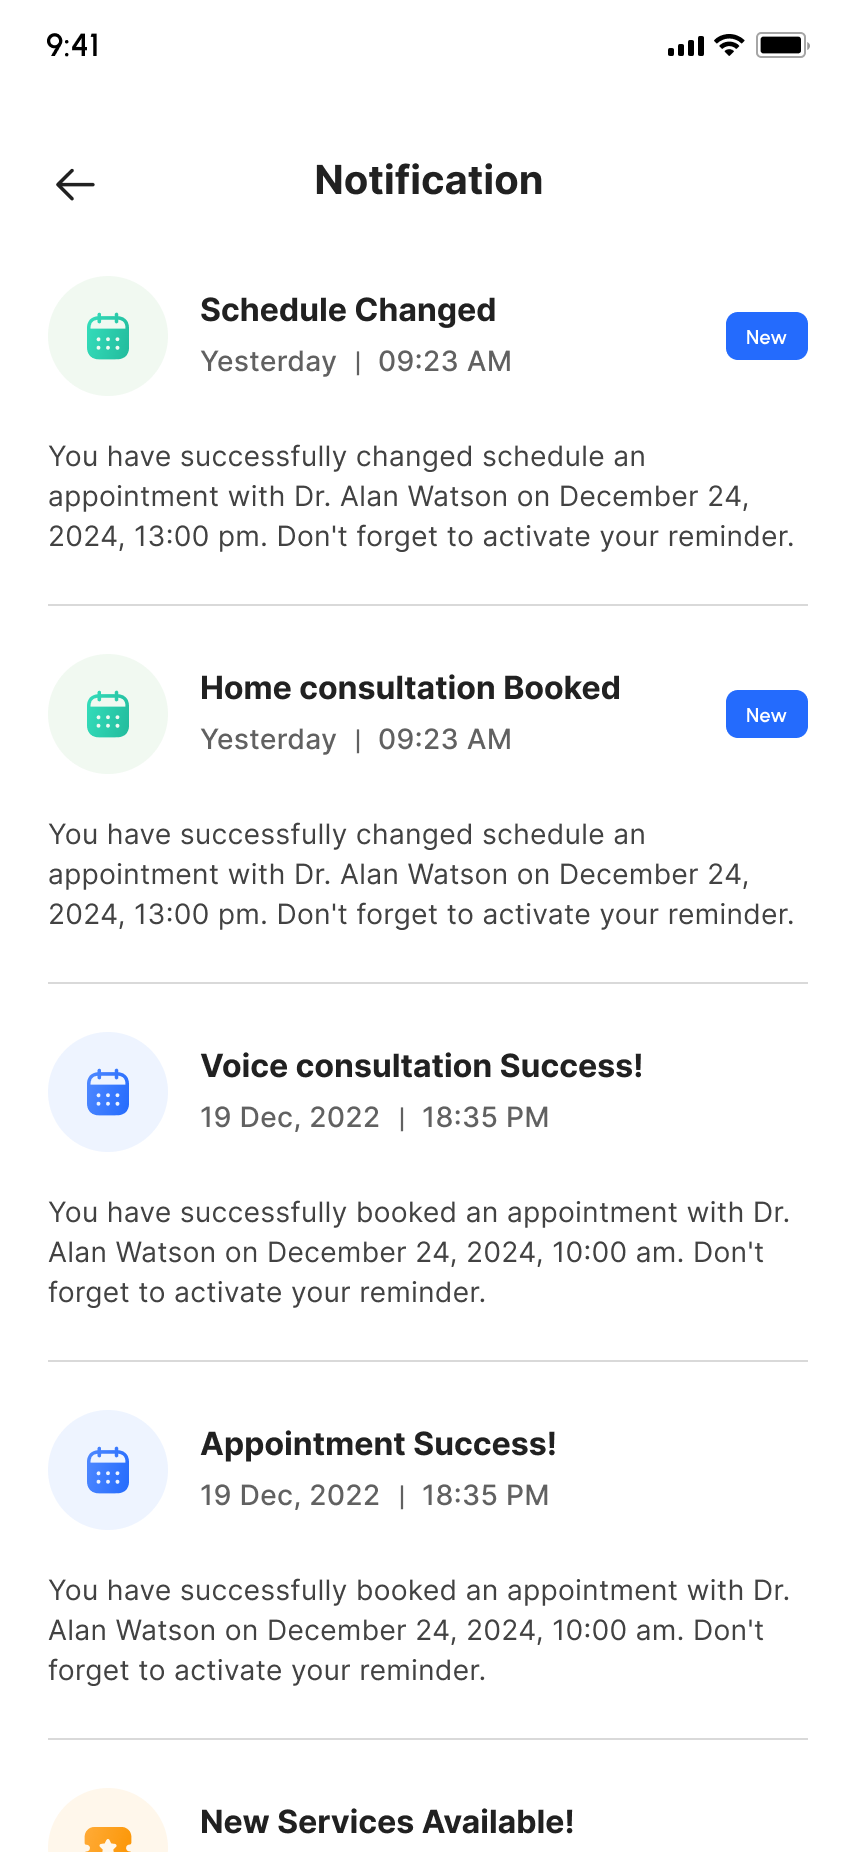 9:41
Notification
Schedule Changed
Yesterday | 09:23 AM
New
You have successfully changed schedule an
appointment with Dr. Alan Watson on December 24,
2024, 13:00 pm. Don't forget to activate your reminder.
Home consultation Booked
Yesterday | 09:23 AM
New
You have successfully changed schedule an
appointment with Dr. Alan Watson on December 24,
2024, 13:00 pm. Don't forget to activate your reminder.
Voice consultation Success!
19 Dec, 2022 | 18:35 PM
You have successfully booked an appointment with Dr.
Alan Watson on December 24, 2024, 10:00 am. Don't
forget to activate your reminder.
Appointment Success!
19 Dec, 2022 | 18:35 PM
You have successfully booked an appointment with Dr.
Alan Watson on December 24, 2024, 10:00 am. Don't
forget to activate your reminder.
New Services Available!